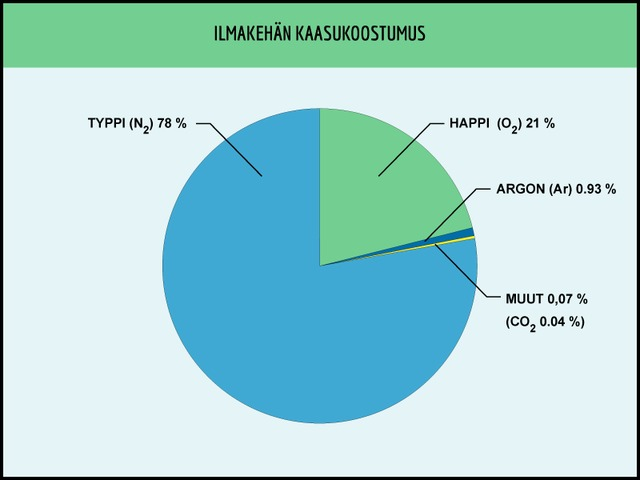 ILMAKEHÄN KAASUKOOSTUMUS
TYPPI (N₂) 78 %
HAPPI (O₂) 21 %
ARGON (Ar) 0.93 %
MUUT 0,07 %
(CO₂ 0.04 %)